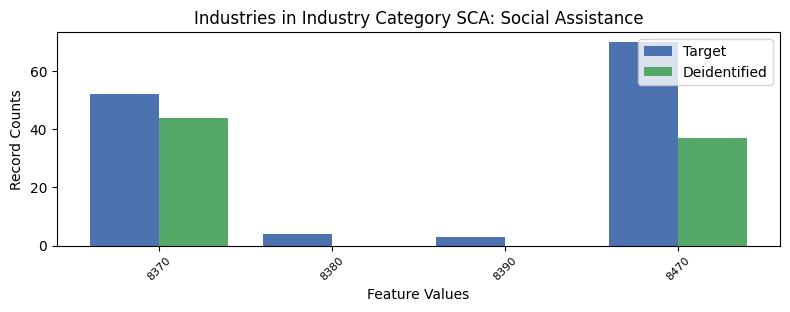 Industries in Industry Category SCA: Social Assistance
Target
Deidentified
Record Counts
60
40
20
0
8370
8380
8390
8470
Feature Values